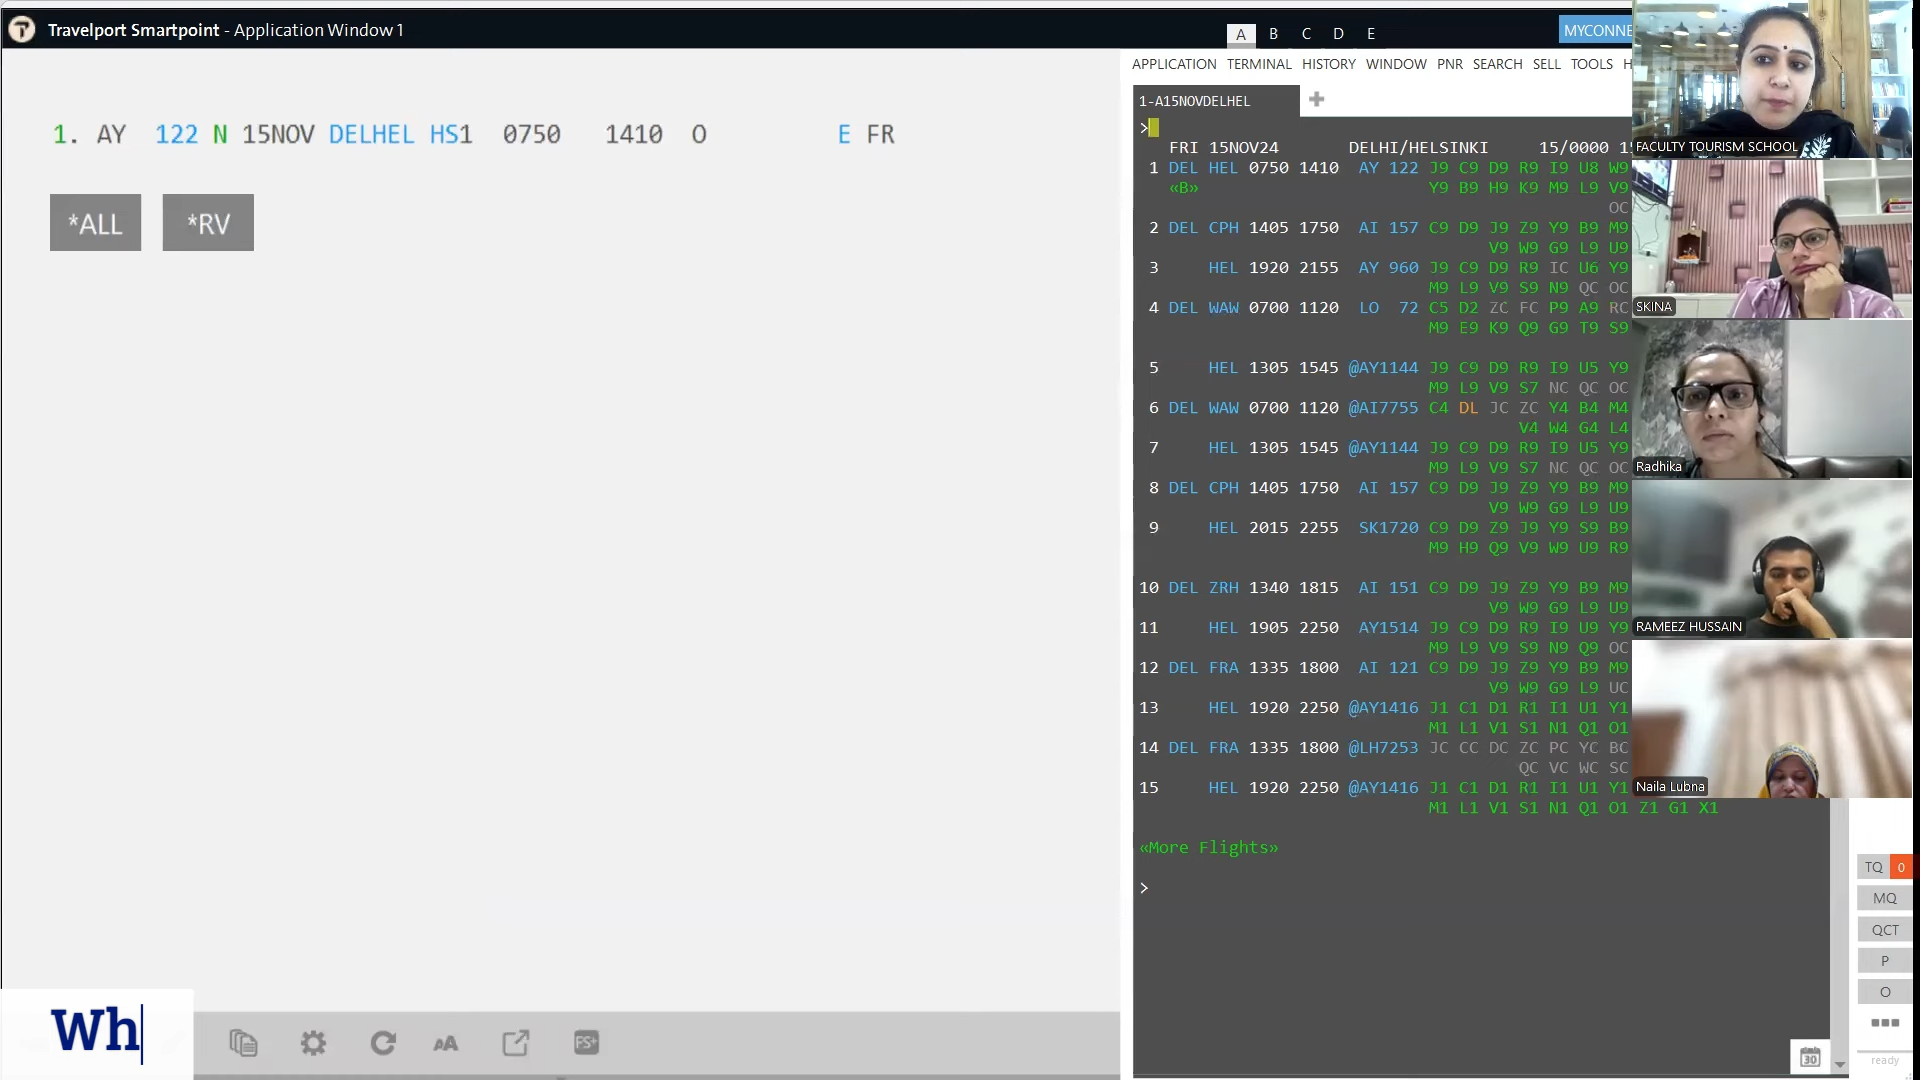 Travelport Smartpoint - Application Window 1
A B C D E
MYCONNE
APPLICATION TERMINAL HISTORY WINDOW PNR SEARCH SELL TOOLS H
1. AY 122 N 15NOV DELHEL HS1 0750 1410 O E FR
*ALL *RV
1-A15NOVDELHEL
>
FRI 15NOV24 DELHI/HELSINKI 15/0000 15
1 DEL HEL 0750 1410 AY 122 J9 C9 D9 R9 I9 U8 W9
«B» Y9 B9 H9 K9 M9 L9 V9
OC
2 DEL CPH 1405 1750 AI 157 C9 D9 J9 Z9 Y9 B9 M9
V9 W9 G9 L9 U9
3 HEL 1920 2155 AY 960 J9 C9 D9 R9 IC U6 Y9
M9 L9 V9 S9 N9 QC OC
4 DEL WAW 0700 1120 LO 72 C5 D2 ZC FC P9 A9 RC
M9 E9 K9 Q9 G9 T9 S9
5 HEL 1305 1545 @AY1144 J9 C9 D9 R9 I9 U5 Y9
M9 L9 V9 S7 NC QC OC
6 DEL WAW 0700 1120 @AI7755 C4 DL JC ZC Y4 B4 M4
V4 W4 G4 L4
7 HEL 1305 1545 @AY1144 J9 C9 D9 R9 I9 U5 Y9
M9 L9 V9 S7 NC QC OC
8 DEL CPH 1405 1750 AI 157 C9 D9 J9 Z9 Y9 B9 M9
V9 W9 G9 L9 U9
9 HEL 2015 2255 SK1720 C9 D9 Z9 J9 Y9 S9 B9
M9 H9 Q9 V9 W9 U9 R9
10 DEL ZRH 1340 1815 AI 151 C9 D9 J9 Z9 Y9 B9 M9
V9 W9 G9 L9 U9
11 HEL 1905 2250 AY1514 J9 C9 D9 R9 I9 U9 Y9
M9 L9 V9 S9 N9 Q9 OC
12 DEL FRA 1335 1800 AI 121 C9 D9 J9 Z9 Y9 B9 M9
V9 W9 G9 L9 UC
13 HEL 1920 2250 @AY1416 J1 C1 D1 R1 I1 U1 Y1
M1 L1 V1 S1 N1 Q1 O1
14 DEL FRA 1335 1800 @LH7253 JC CC DC ZC PC YC BC
QC VC WC SC
15 HEL 1920 2250 @AY1416 J1 C1 D1 R1 I1 U1 Y1
M1 L1 V1 S1 N1 Q1 O1 Z1 G1 X1
«More Flights»
>
FACULTY TOURISM SCHOOL
SKINA
Radhika
RAMEEZ HUSSAIN
Naila Lubna
TQ 0
MQ
QCT
P
O
ready
30
Wh
AA
FS+